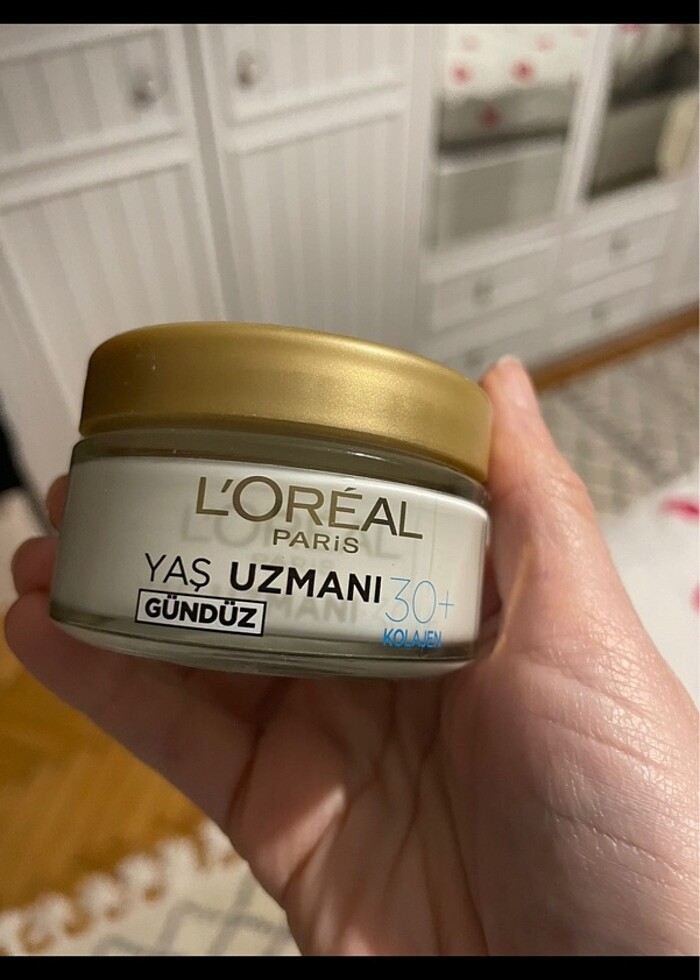 L'ORÉAL
PARiS
YAŞ UZMANI 30+
GÜNDÜZ KOLAJEN